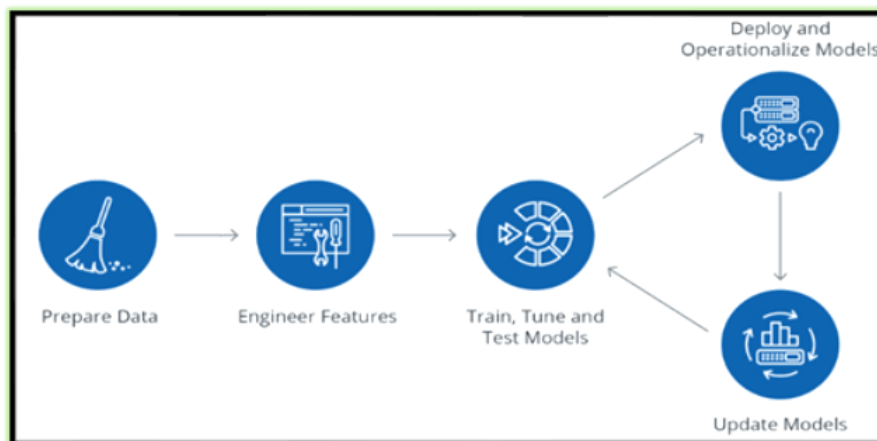 Deploy and
Operationalize Models
Prepare Data
Engineer Features
Train, Tune and
Test Models
Update Models